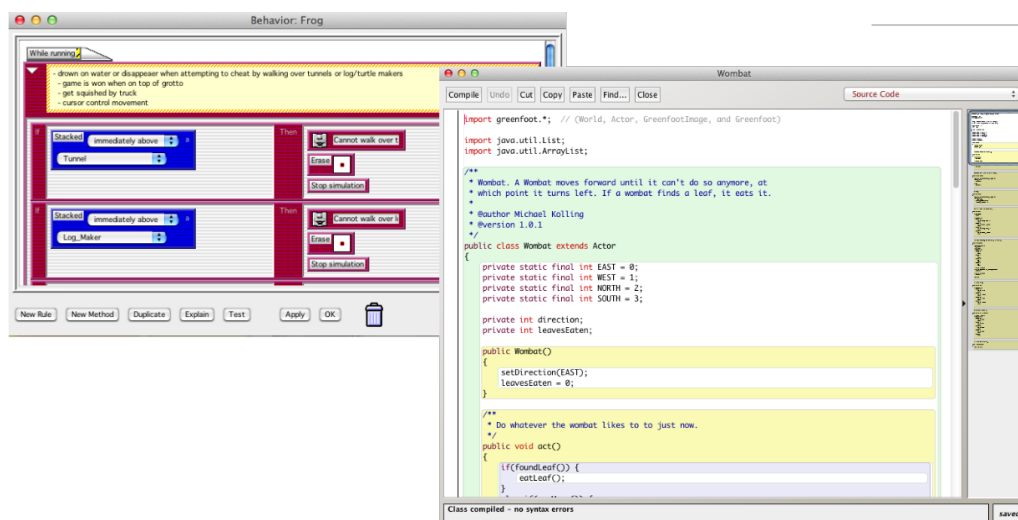 Behavior: Frog
While running
- drown on water or disappear when attempting to cheat by walking over tunnels or log/turtle makers
- game is won when on top of grotto
- get squished by truck
- cursor control movement
If
Stacked immediately above a
Tunnel
Then
Cannot walk over t
Erase
Stop simulation
If
Stacked immediately above a
Log_Maker
Then
Cannot walk over l
Erase
Stop simulation
New Rule New Method Duplicate Explain Test Apply OK
Wombat
Compile Undo Cut Copy Paste Find... Close Source Code
import greenfoot.*;  // (World, Actor, GreenfootImage, and Greenfoot)
import java.util.List;
import java.util.ArrayList;
/**
* Wombat. A Wombat moves forward until it can't do so anymore, at
* which point it turns left. If a wombat finds a leaf, it eats it.
*
* @author Michael Kolling
* @version 1.0.1
*/
public class Wombat extends Actor
{
private static final int EAST = 0;
private static final int WEST = 1;
private static final int NORTH = 2;
private static final int SOUTH = 3;
private int direction;
private int leavesEaten;
public Wombat()
{
setDirection(EAST);
leavesEaten = 0;
}
/**
* Do whatever the wombat likes to to just now.
*/
public void act()
{
if(foundLeaf()) {
eatLeaf();
}
Class compiled - no syntax errors
saved